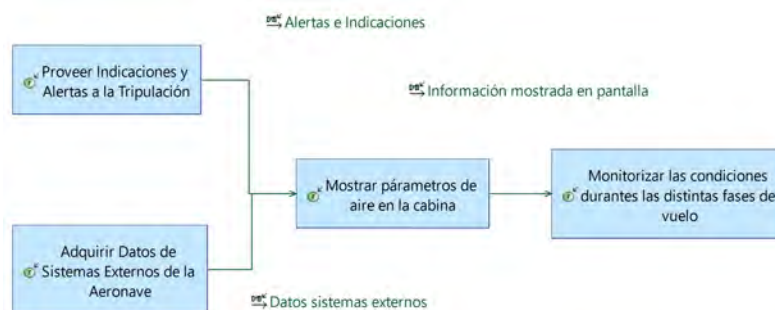 Alertas e Indicaciones
Proveer Indicaciones y
Alertas a la Tripulación
Información mostrada en pantalla
Mostrar párametros de
aire en la cabina
Monitorizar las condiciones
durantes las distintas fases de
vuelo
Adquirir Datos de
Sistemas Externos de la
Aeronave
Datos sistemas externos